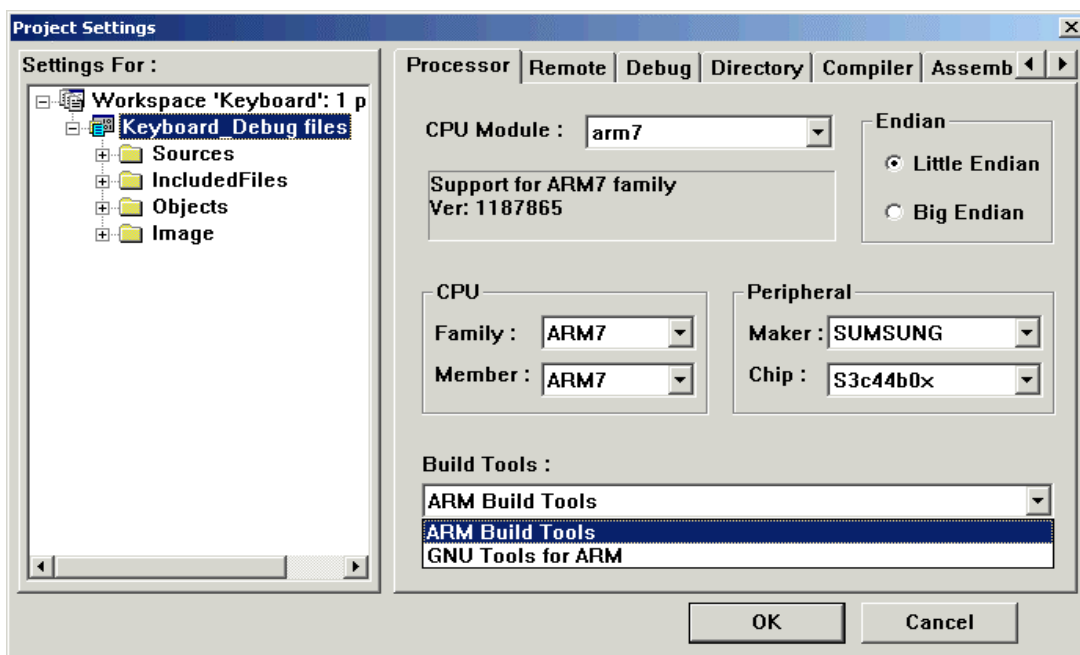 Project Settings
Settings For :
Workspace 'Keyboard': 1 p
Keyboard_Debug files
Sources
IncludedFiles
Objects
Image
Processor
Remote
Debug
Directory
Compiler
Assemb
CPU Module :
arm7
Support for ARM7 family
Ver: 1187865
Endian
Little Endian
Big Endian
CPU
Family :
ARM7
Member :
ARM7
Peripheral
Maker :
SUMSUNG
Chip :
S3c44b0x
Build Tools :
ARM Build Tools
ARM Build Tools
GNU Tools for ARM
OK
Cancel